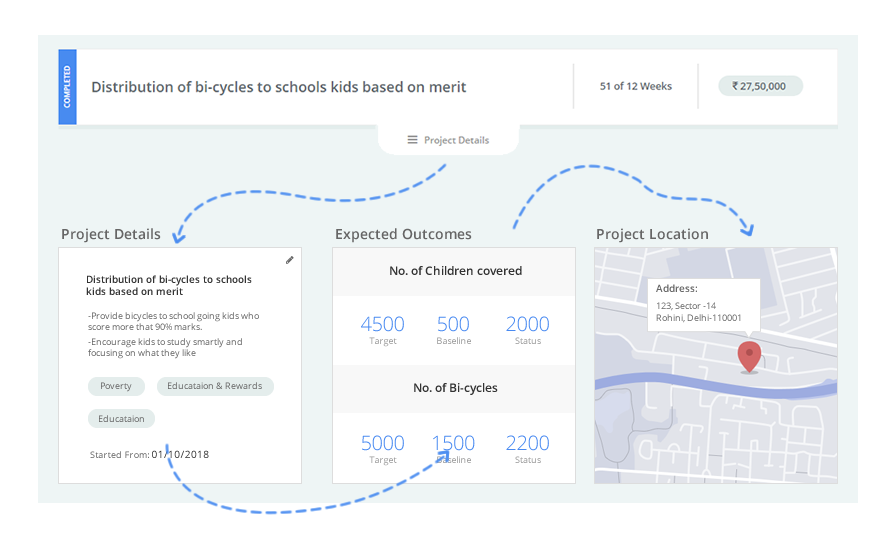 COMPLETED
Distribution of bi-cycles to schools kids based on merit
51 of 12 Weeks
₹ 27,50,000
Project Details
Project Details
Distribution of bi-cycles to schools
kids based on merit
-Provide bicycles to school going kids who
score more that 90% marks.
-Encourage kids to study smartly and
focusing on what they like
Poverty
Educataion & Rewards
Educataion
Started From: 01/10/2018
Expected Outcomes
No. of Children covered
4500 500 2000
Target Baseline Status
No. of Bi-cycles
5000 1500 2200
Target Baseline Status
Project Location
Address:
123, Sector -14
Rohini, Delhi-110001